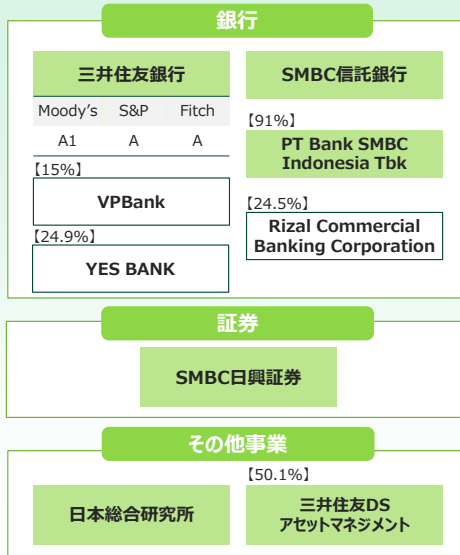 銀行
三井住友銀行
Moody's S&P Fitch
A1 A A
【15%】
VPBank
【24.9%】
YES BANK
SMBC信託銀行
【91%】
PT Bank SMBC
Indonesia Tbk
【24.5%】
Rizal Commercial
Banking Corporation
証券
SMBC日興証券
その他事業
日本総合研究所
【50.1%】
三井住友DS
アセットマネジメント